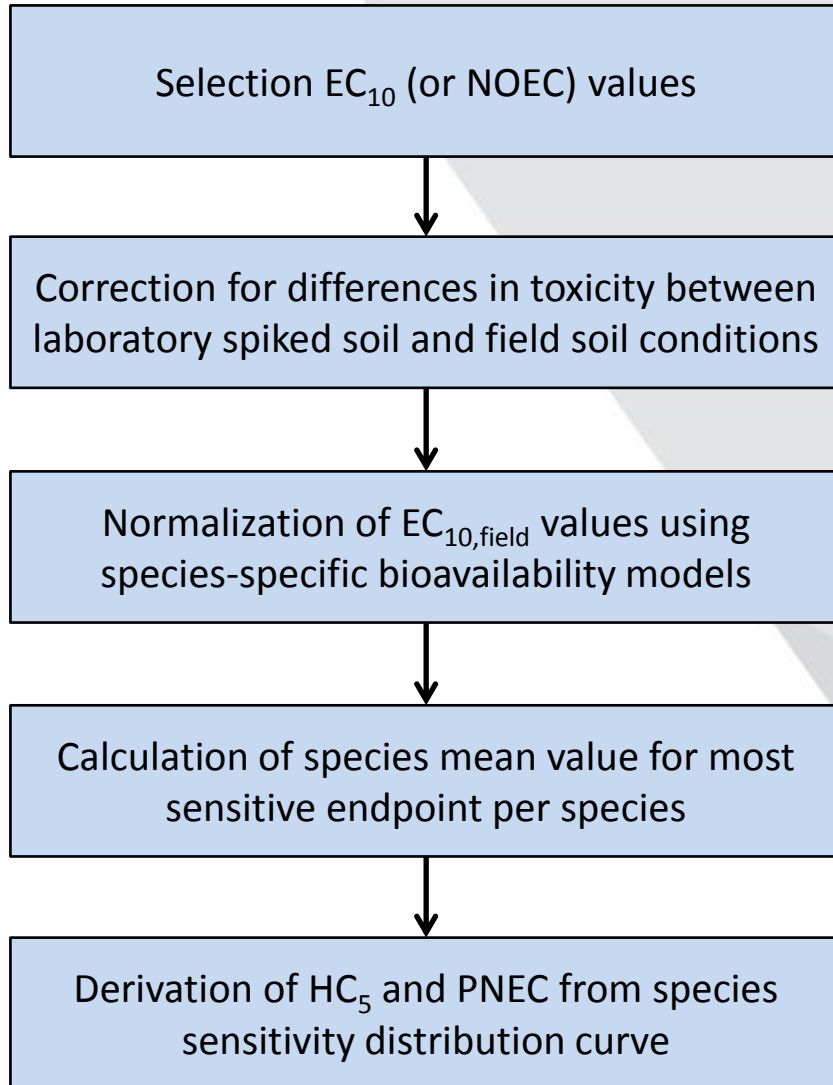 Selection EC₁₀ (or NOEC) values
Correction for differences in toxicity between
laboratory spiked soil and field soil conditions
Normalization of EC₁₀,field values using
species-specific bioavailability models
Calculation of species mean value for most
sensitive endpoint per species
Derivation of HC₅ and PNEC from species
sensitivity distribution curve